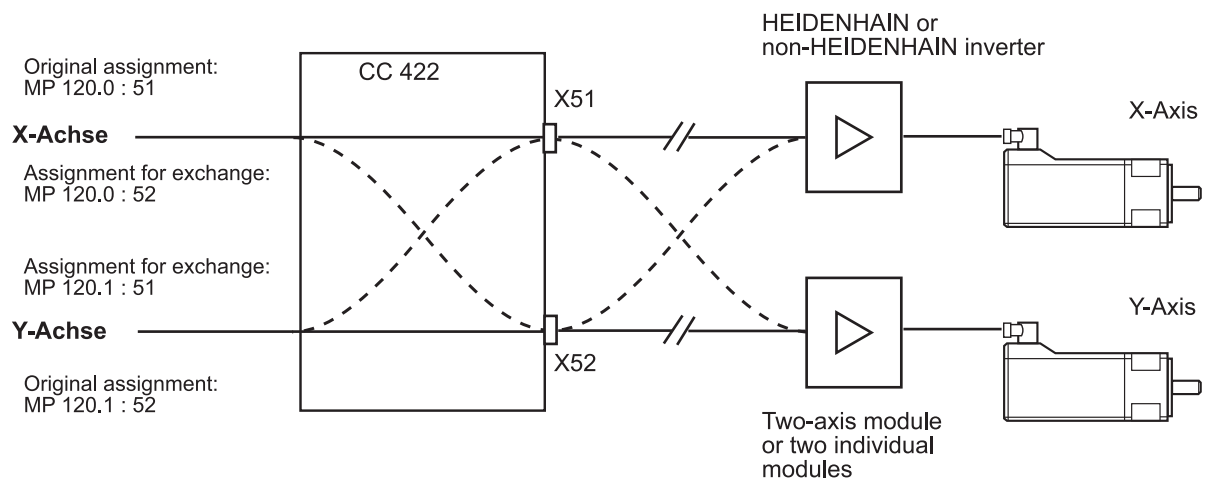 HEIDENHAIN or
non-HEIDENHAIN inverter
Original assignment:
MP 120.0 : 51
CC 422
X51
X-Axis
X-Achse
Assignment for exchange:
MP 120.0 : 52
Assignment for exchange:
MP 120.1 : 51
Y-Achse
Y-Axis
X52
Original assignment:
MP 120.1 : 52
Two-axis module
or two individual
modules